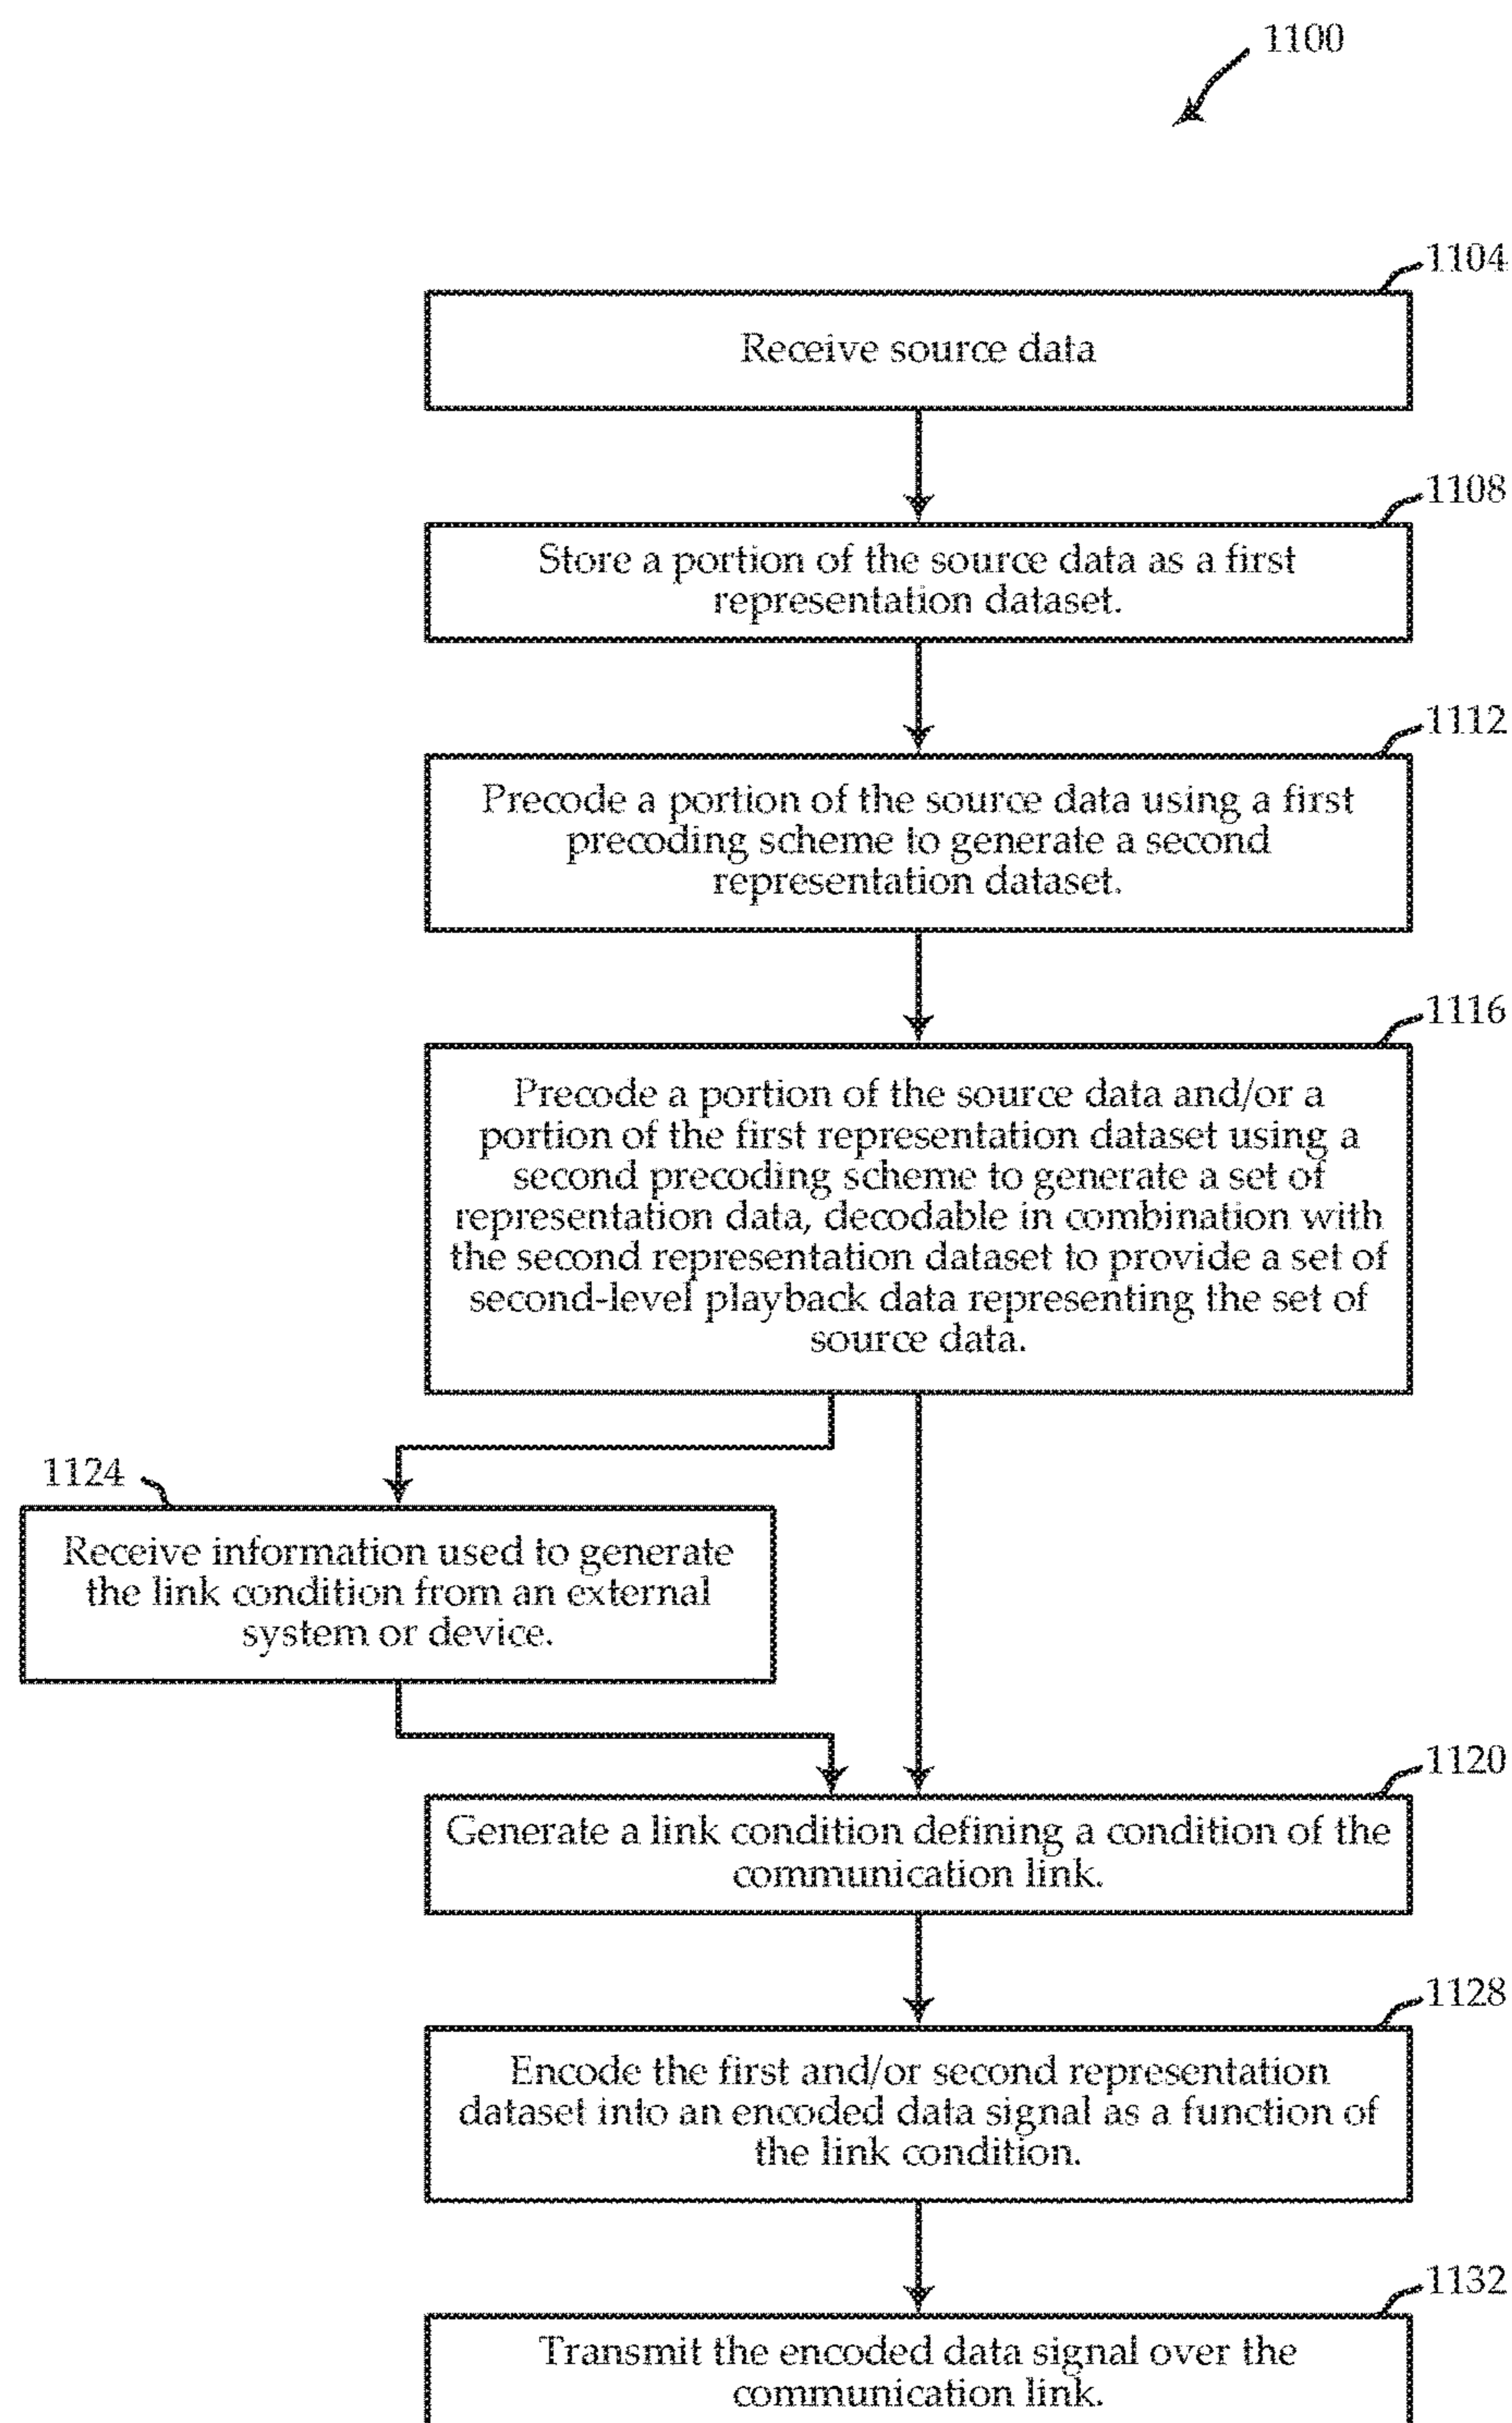 1100
1104
Receive source data
1108
Store a portion of the source data as a first
representation dataset.
1112
Precode a portion of the source data using a first
precoding scheme to generate a second
representation dataset.
1116
Precode a portion of the source data and/or a
portion of the first representation dataset using a
second precoding scheme to generate a set of
representation data, decodable in combination with
the second representation dataset to provide a set of
second-level playback data representing the set of
source data.
1124
Receive information used to generate
the link condition from an external
system or device.
1120
Generate a link condition defining a condition of the
communication link.
1128
Encode the first and/or second representation
dataset into an encoded data signal as a function of
the link condition.
1132
Transmit the encoded data signal over the
communication link.